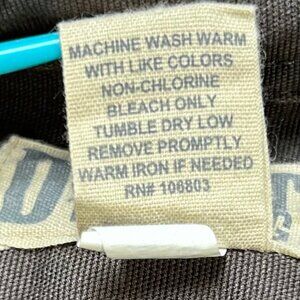 MACHINE WASH WARM
WITH LIKE COLORS
NON-CHLORINE
BLEACH ONLY
TUMBLE DRY LOW
REMOVE PROMPTLY
WARM IRON IF NEEDED
RN# 106803